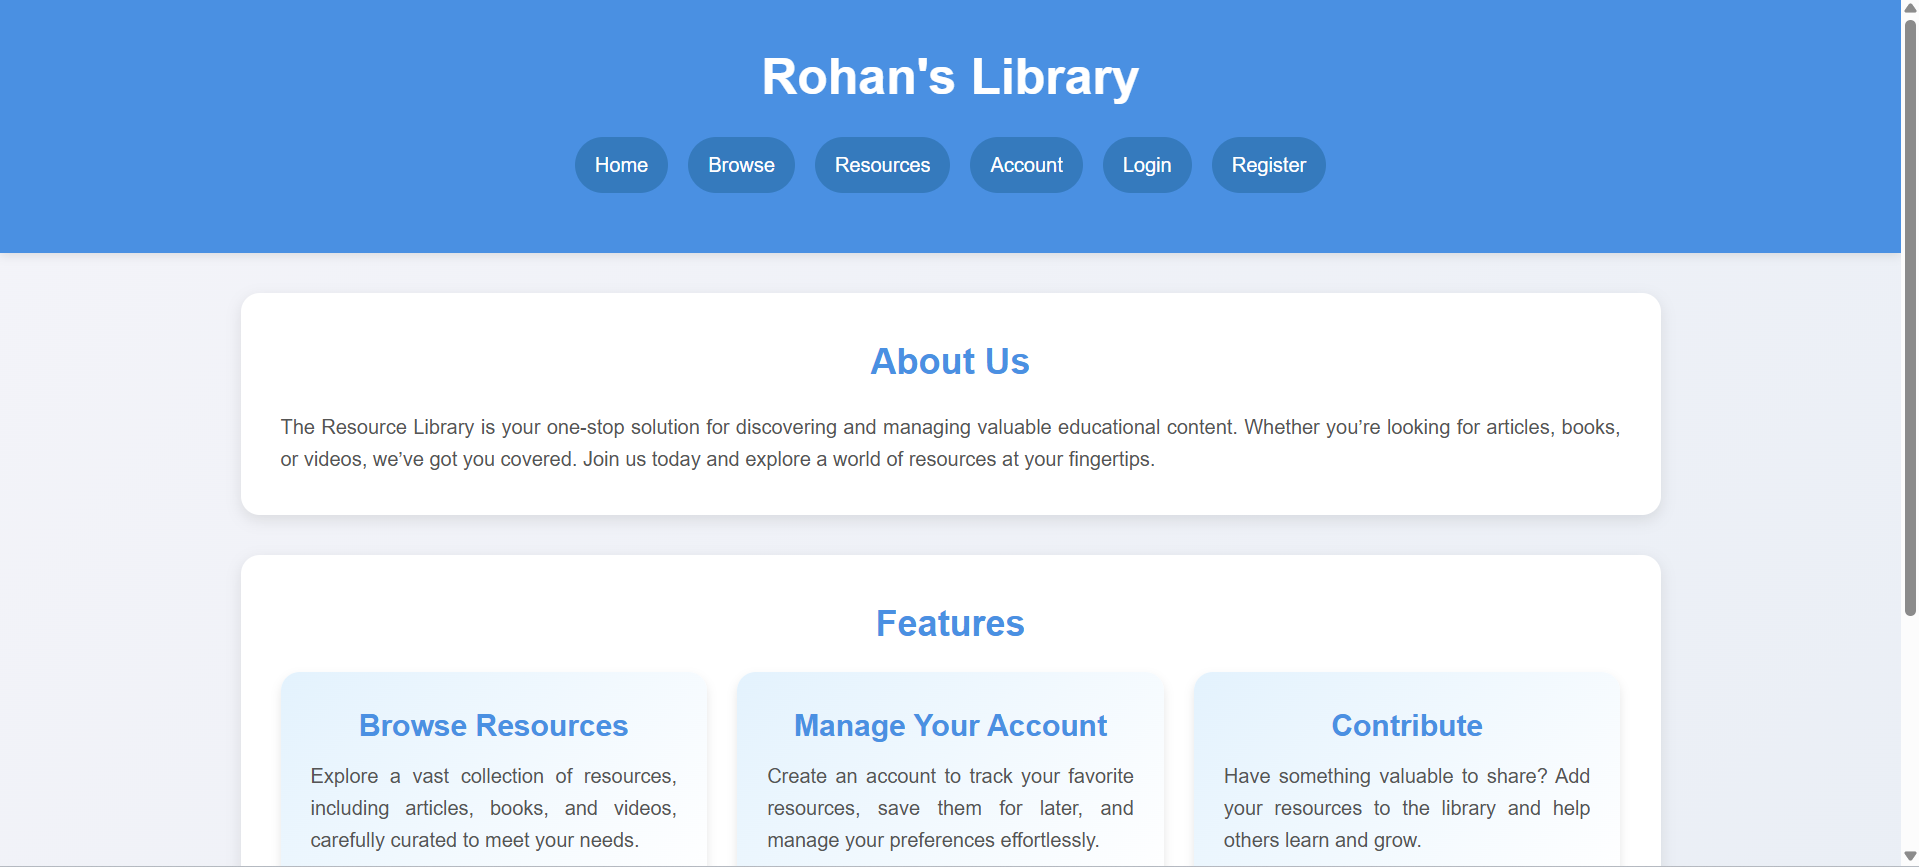 Rohan's Library
Home Browse Resources Account Login Register
About Us
The Resource Library is your one-stop solution for discovering and managing valuable educational content. Whether you’re looking for articles, books,
or videos, we’ve got you covered. Join us today and explore a world of resources at your fingertips.
Features
Browse Resources
Explore a vast collection of resources,
including articles, books, and videos,
carefully curated to meet your needs.
Manage Your Account
Create an account to track your favorite
resources, save them for later, and
manage your preferences effortlessly.
Contribute
Have something valuable to share? Add
your resources to the library and help
others learn and grow.